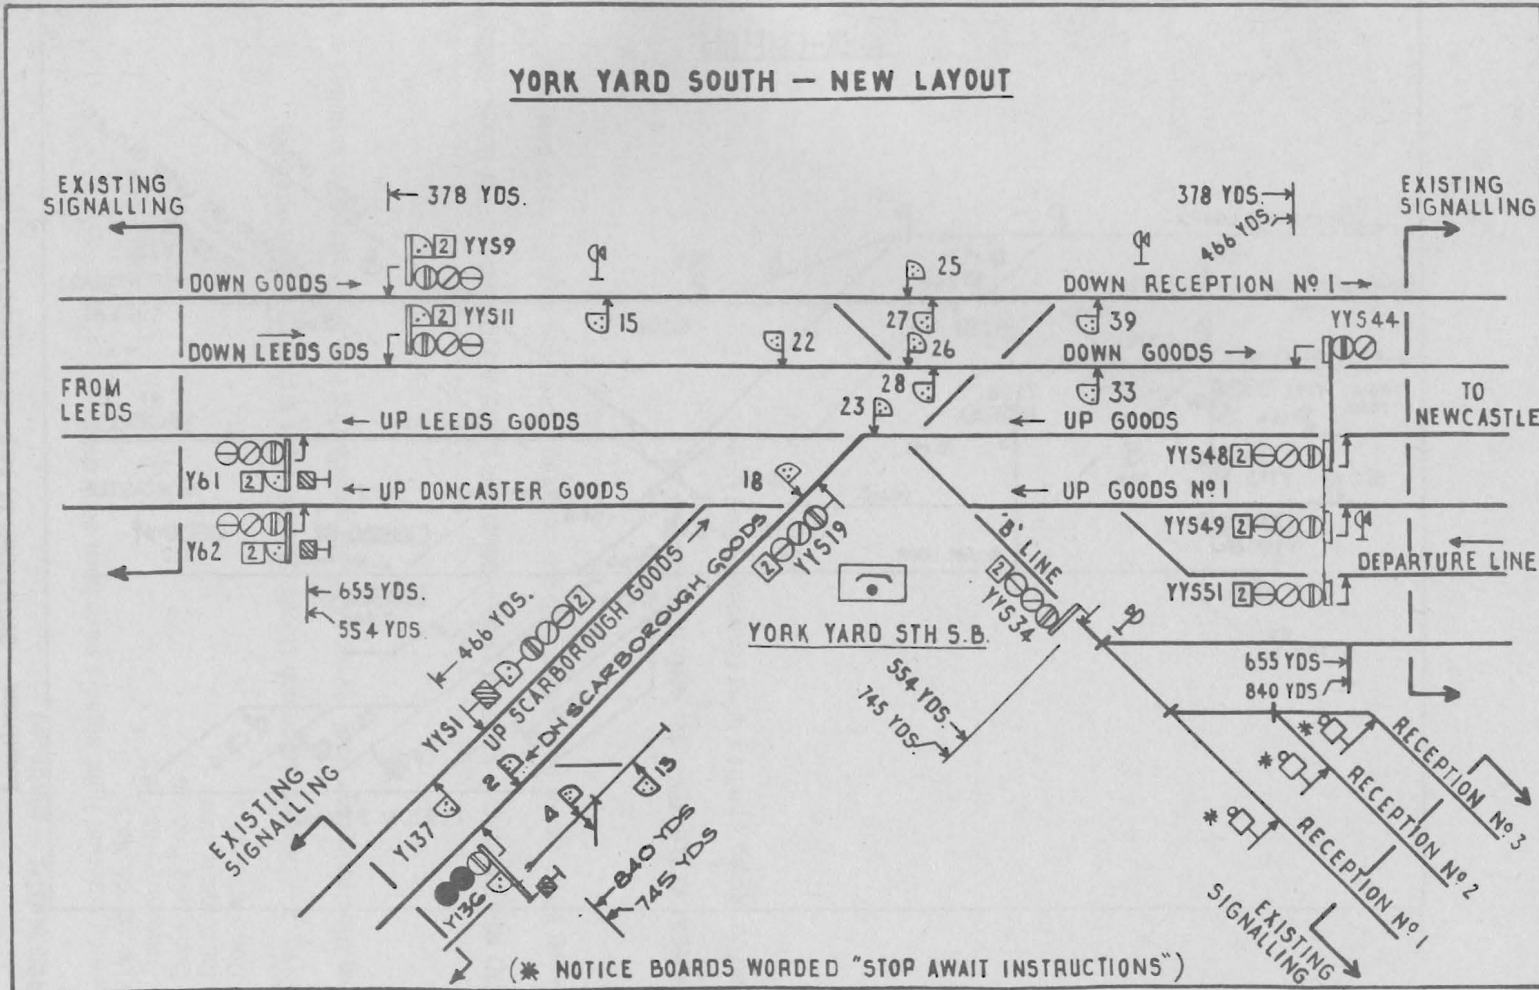 YORK YARD SOUTH — NEW LAYOUT
EXISTING
SIGNALLING
378 YDS.
378 YDS.
466 YDS.
EXISTING
SIGNALLING
2 YYS9
DOWN GOODS →
25
DOWN RECEPTION Nº 1 →
2 YYS11
15
27
39
YYS44
DOWN LEEDS GDS
22
26
DOWN GOODS →
FROM
LEEDS
28
33
TO
NEWCASTLE
23
← UP LEEDS GOODS
← UP GOODS
YYS48 2
Y61 2
← UP DONCASTER GOODS
18
← UP GOODS Nº 1
YYS49 2
Y62 2
2 YYS19
'B' LINE
DEPARTURE LINE
655 YDS.
554 YDS.
466 YDS.
2
YYS1
UP SCARBOROUGH GOODS →
← DN SCARBOROUGH GOODS
2 YYS34
YYS51 2
YORK YARD STH S.B.
554 YDS.
745 YDS.
655 YDS
840 YDS
2
13
4
EXISTING
SIGNALLING
Y137
Y136
840 YDS
745 YDS
*
*
*
RECEPTION Nº 3
RECEPTION Nº 2
RECEPTION Nº 1
EXISTING
SIGNALLING
(* NOTICE BOARDS WORDED "STOP AWAIT INSTRUCTIONS")